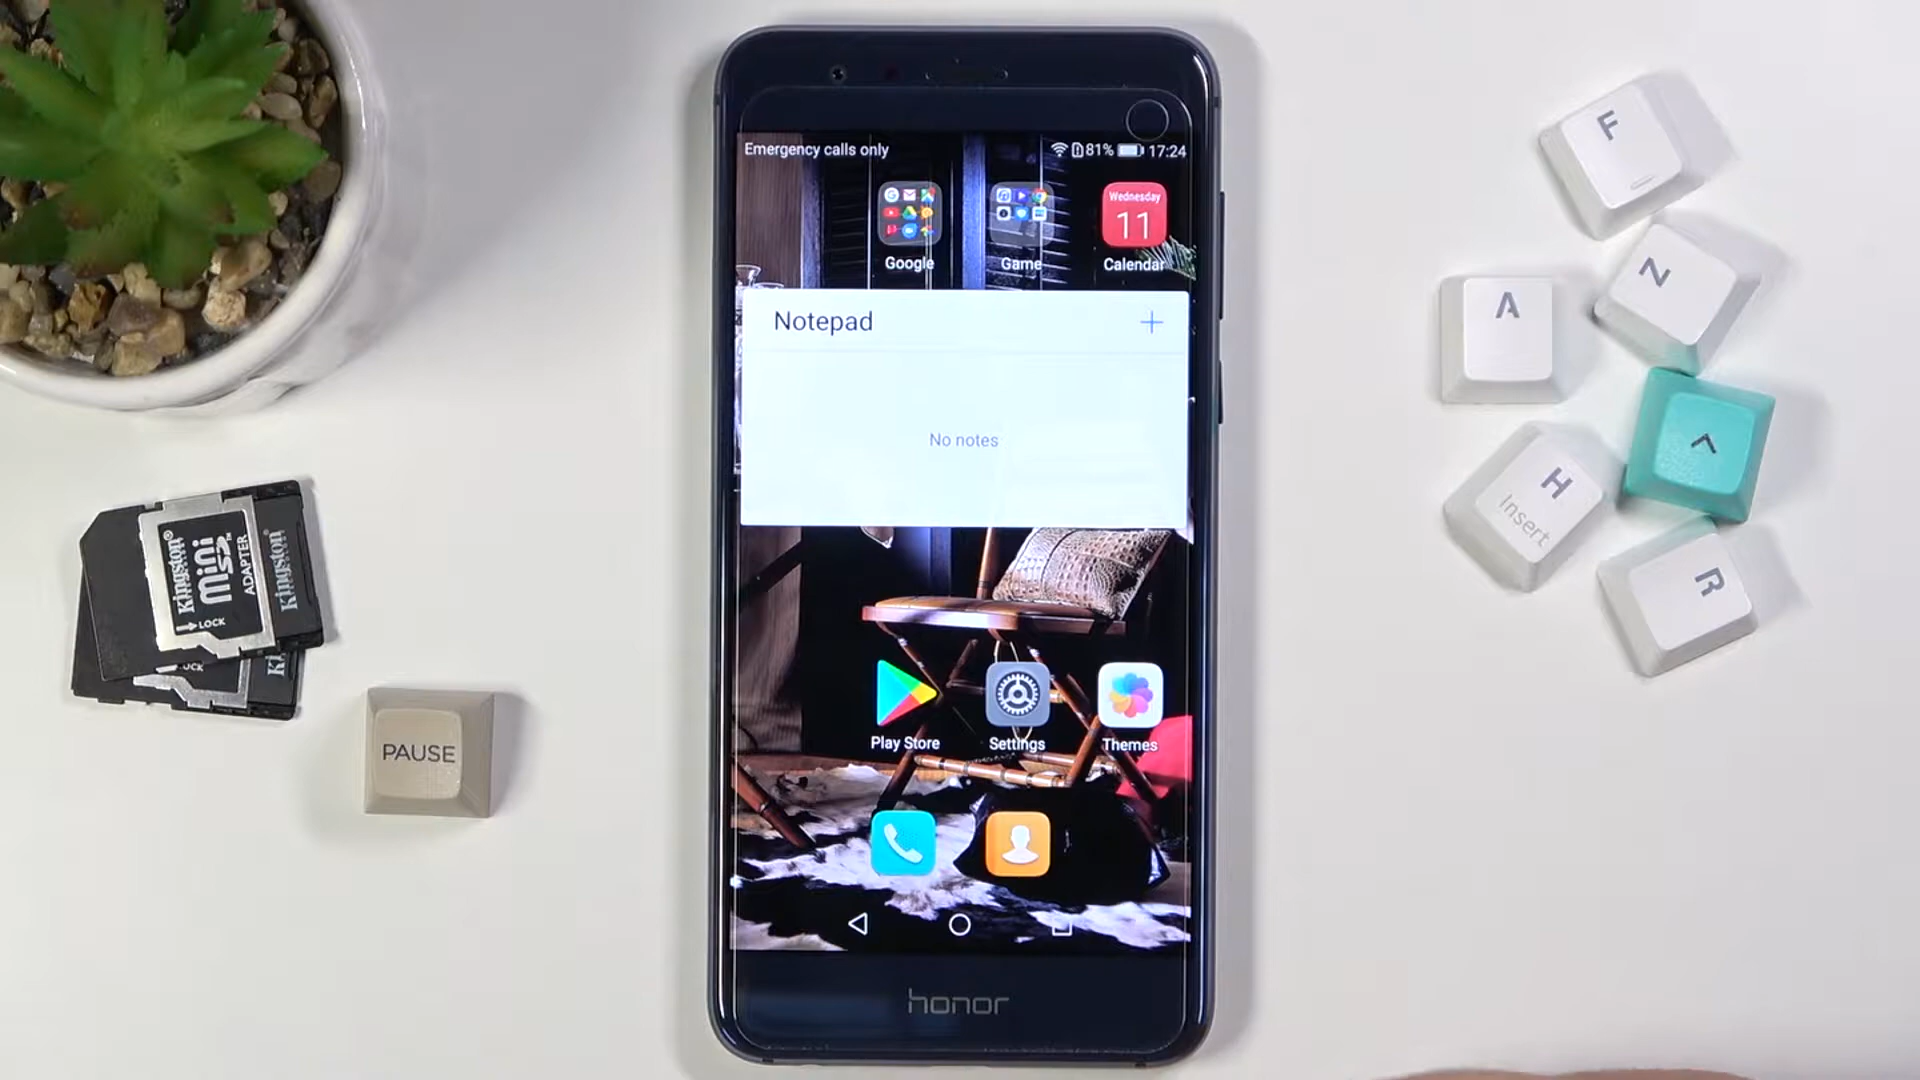 Emergency calls only
81%
17:24
Wednesday
11
Google
Game
Calendar
Notepad
+
No notes
Play Store
Settings
Themes
honor
Kingston
mini
SD
ADAPTER
LOCK
Kingston
PAUSE
F
N
A
H
Insert
R